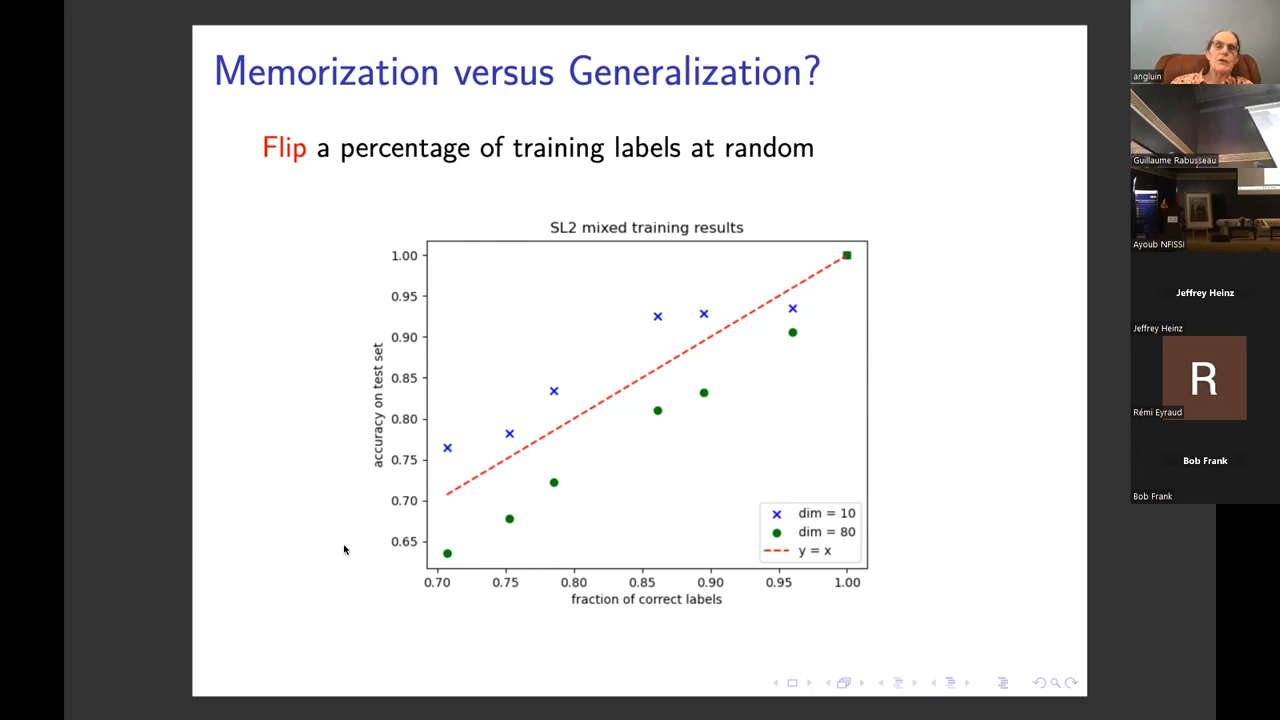 Memorization versus Generalization?
Flip a percentage of training labels at random
SL2 mixed training results
accuracy on test set
1.00
0.95
0.90
0.85
0.80
0.75
0.70
0.65
dim = 10
dim = 80
y = x
0.70 0.75 0.80 0.85 0.90 0.95 1.00
fraction of correct labels
angluin
Guillaume Rabusseau
Ayoub NFISSI
Jeffrey Heinz
Jeffrey Heinz
R
Rémi Eyraud
Bob Frank
Bob Frank